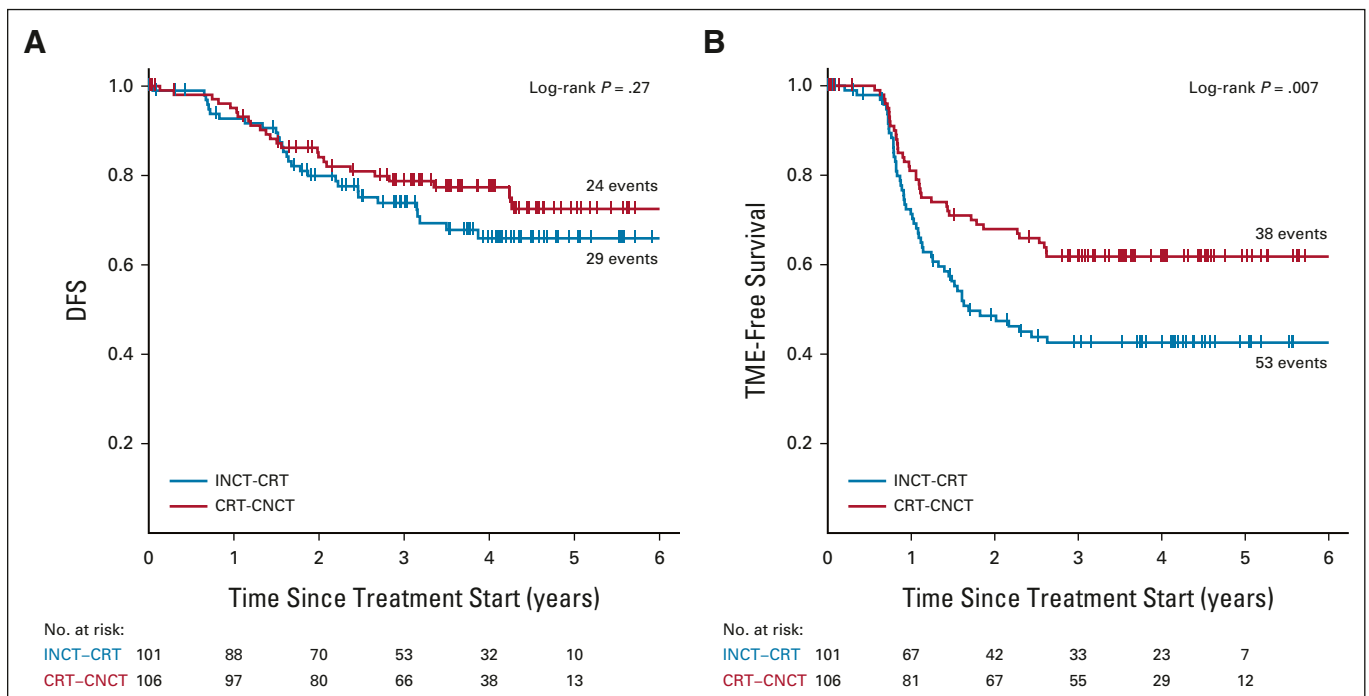 A
Log-rank P = .27
1.0
0.8
0.6
0.4
0.2
DFS
24 events
29 events
INCT-CRT
CRT-CNCT
0 1 2 3 4 5 6
Time Since Treatment Start (years)
No. at risk:
INCT–CRT 101 88 70 53 32 10
CRT–CNCT 106 97 80 66 38 13
B
Log-rank P = .007
1.0
0.8
0.6
0.4
0.2
TME-Free Survival
38 events
53 events
INCT-CRT
CRT-CNCT
0 1 2 3 4 5 6
Time Since Treatment Start (years)
No. at risk:
INCT–CRT 101 67 42 33 23 7
CRT–CNCT 106 81 67 55 29 12